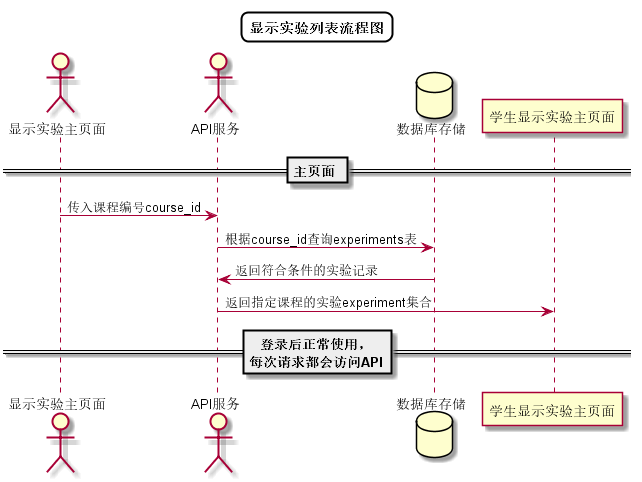 显示实验列表流程图
显示实验主页面
API服务
数据库存储
学生显示实验主页面
主页面
传入课程编号course_id
根据course_id查询experiments表
返回符合条件的实验记录
返回指定课程的实验experiment集合
登录后正常使用，
每次请求都会访问API
显示实验主页面
API服务
数据库存储
学生显示实验主页面